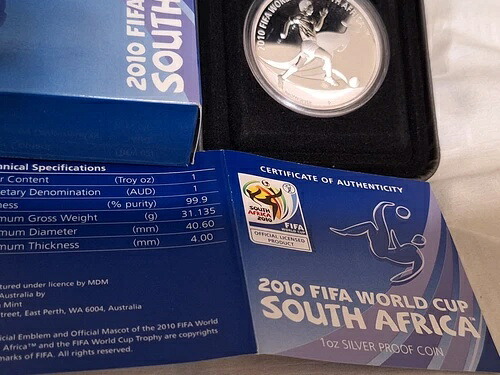 2010 FIFA
SOUTH
2010 FIFA WORLD
nical Specifications
r Content (Troy oz) 1
etary Denomination (AUD) 1
ness (% purity) 99.9
mum Gross Weight (g) 31.135
mum Diameter (mm) 40.60
mum Thickness (mm) 4.00
tured under licence by MDM
Australia by
Mint
treet, East Perth, WA 6004, Australia
cial Emblem and Official Mascot of the 2010 FIFA World
Africa™ and the FIFA World Cup Trophy are copyrights
marks of FIFA. All rights reserved.
CERTIFICATE OF AUTHENTICITY
SOUTH AFRICA
2010
FIFA
OFFICIAL LICENSED
PRODUCT
2010 FIFA WORLD CUP
SOUTH AFRICA™
1oz SILVER PROOF COIN